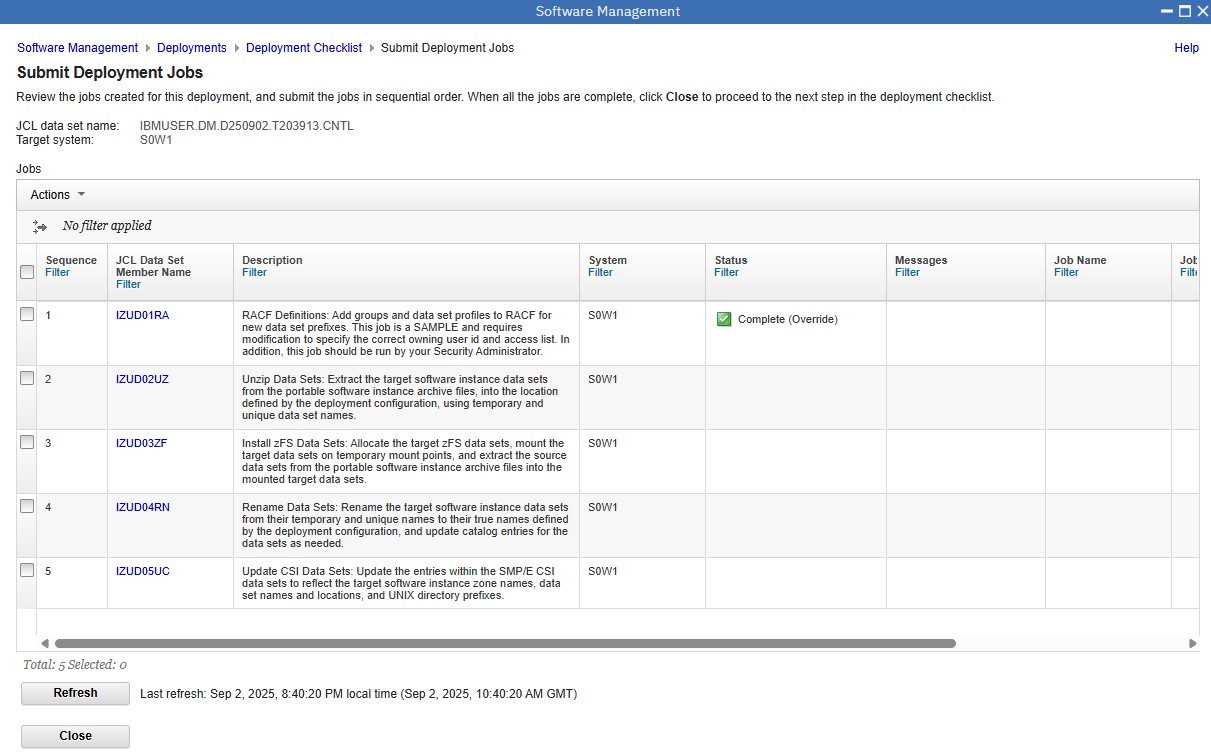 Software Management
Software Management Deployments Deployment Checklist Submit Deployment Jobs Help
Submit Deployment Jobs
Review the jobs created for this deployment, and submit the jobs in sequential order. When all the jobs are complete, click Close to proceed to the next step in the deployment checklist.
JCL data set name: IBMUSER.DM.D250902.T203913.CNTL
Target system: S0W1
Jobs
Actions
No filter applied
Sequence
Filter
JCL Data Set
Member Name
Filter
Description
Filter
System
Filter
Status
Filter
Messages
Filter
Job Name
Filter
Job
Filte
1
IZUD01RA
RACF Definitions: Add groups and data set profiles to RACF for
new data set prefixes. This job is a SAMPLE and requires
modification to specify the correct owning user id and access list. In
addition, this job should be run by your Security Administrator.
S0W1
Complete (Override)
2
IZUD02UZ
Unzip Data Sets: Extract the target software instance data sets
from the portable software instance archive files, into the location
defined by the deployment configuration, using temporary and
unique data set names.
S0W1
3
IZUD03ZF
Install zFS Data Sets: Allocate the target zFS data sets, mount the
target data sets on temporary mount points, and extract the source
data sets from the portable software instance archive files into the
mounted target data sets.
S0W1
4
IZUD04RN
Rename Data Sets: Rename the target software instance data sets
from their temporary and unique names to their true names defined
by the deployment configuration, and update catalog entries for the
data sets as needed.
S0W1
5
IZUD05UC
Update CSI Data Sets: Update the entries within the SMP/E CSI
data sets to reflect the target software instance zone names, data
set names and locations, and UNIX directory prefixes.
S0W1
Total: 5 Selected: 0
Refresh Last refresh: Sep 2, 2025, 8:40:20 PM local time (Sep 2, 2025, 10:40:20 AM GMT)
Close